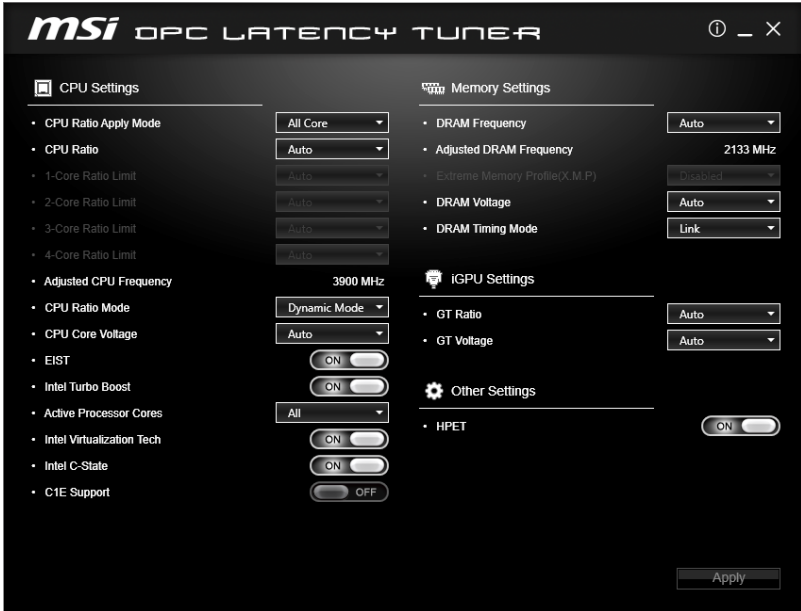 msi DPC LATENCY TUNER
CPU Settings
CPU Ratio Apply Mode All Core
CPU Ratio Auto
1-Core Ratio Limit Auto
2-Core Ratio Limit Auto
3-Core Ratio Limit Auto
4-Core Ratio Limit Auto
Adjusted CPU Frequency 3900 MHz
CPU Ratio Mode Dynamic Mode
CPU Core Voltage Auto
EIST ON
Intel Turbo Boost ON
Active Processor Cores All
Intel Virtualization Tech ON
Intel C-State ON
C1E Support OFF
Memory Settings
DRAM Frequency Auto
Adjusted DRAM Frequency 2133 MHz
Extreme Memory Profile(X.M.P) Disabled
DRAM Voltage Auto
DRAM Timing Mode Link
iGPU Settings
GT Ratio Auto
GT Voltage Auto
Other Settings
HPET ON
Apply